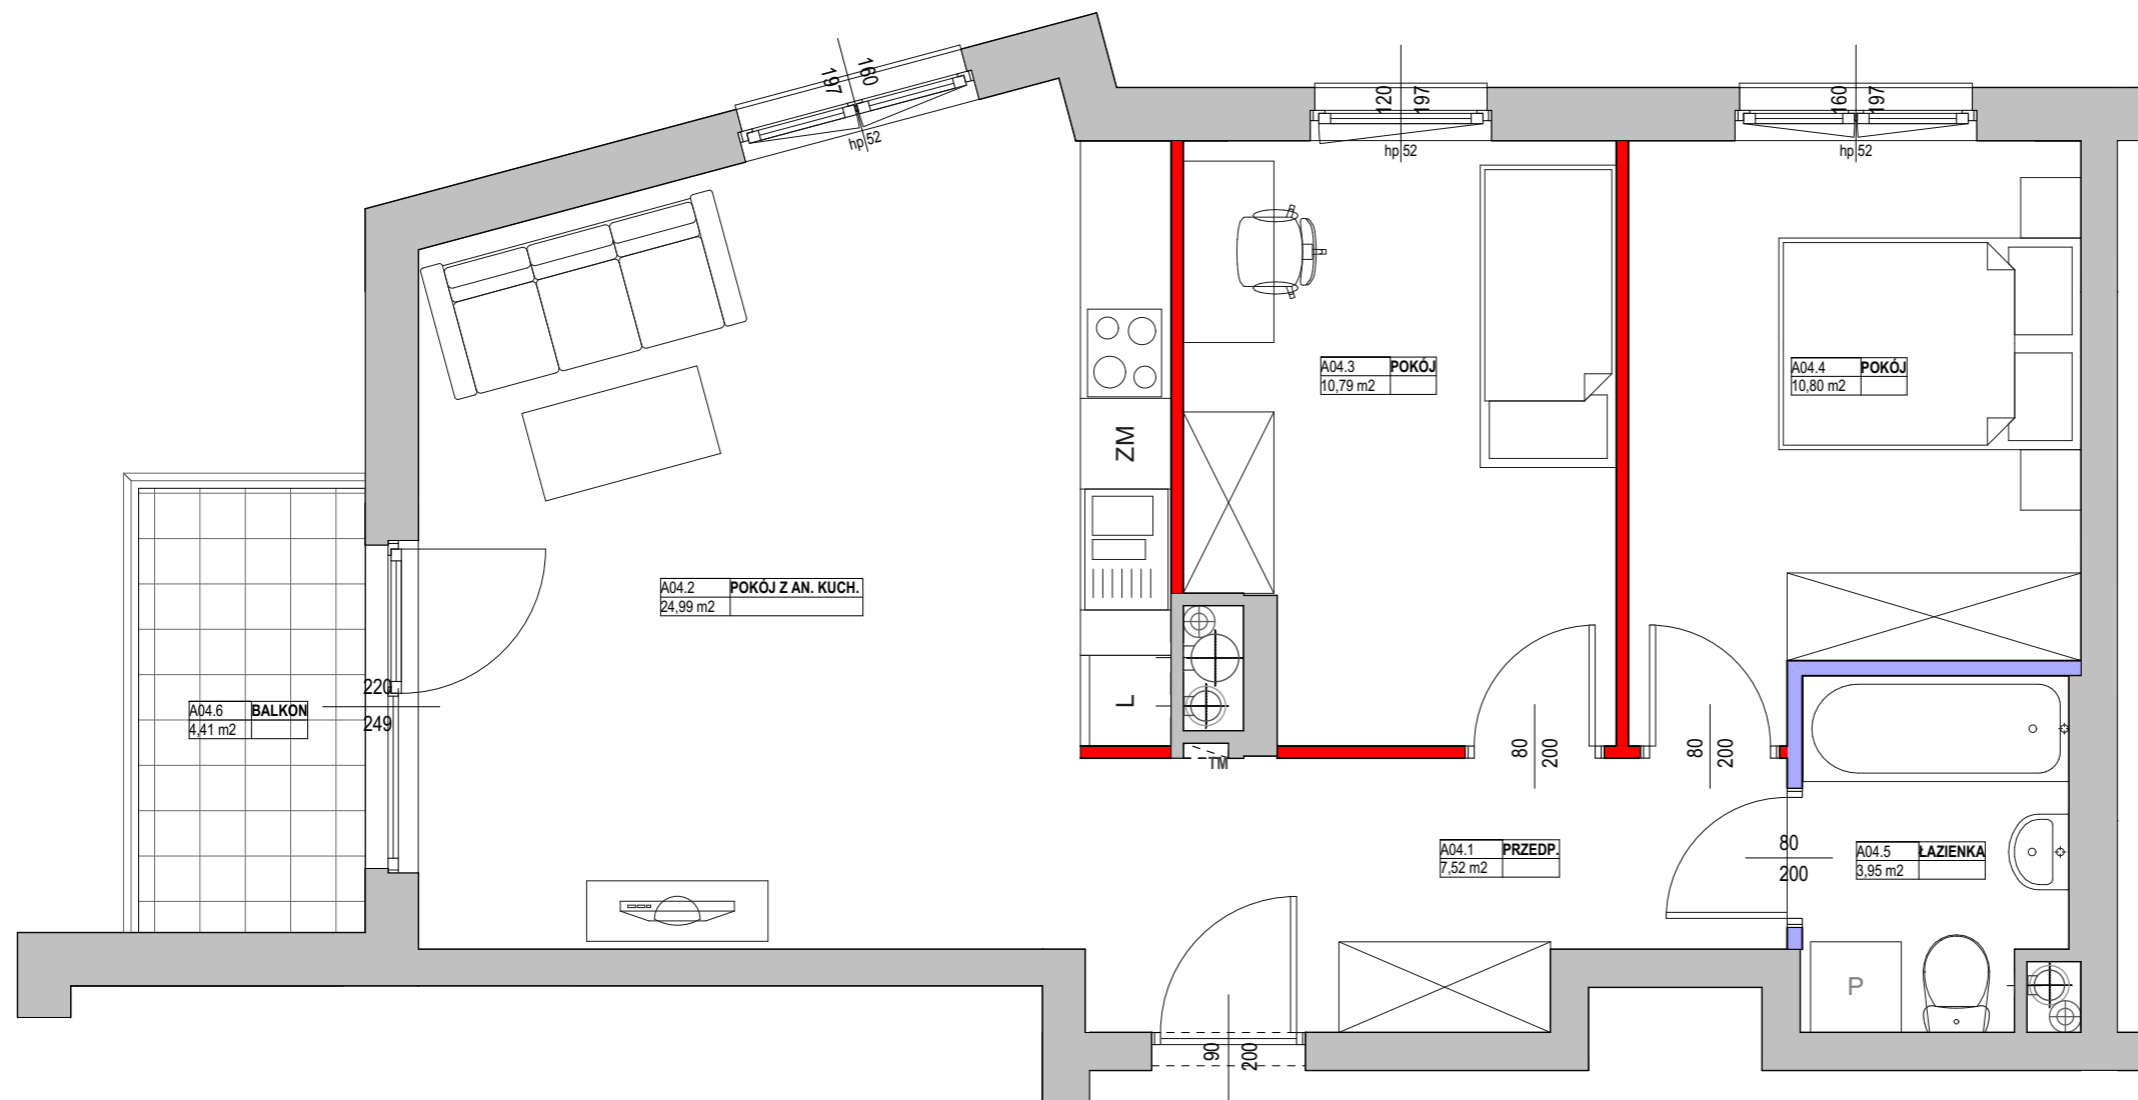 197 160
hp 52
120 197
hp 52
160 197
hp 52
A04.3 POKÓJ
10,79 m2
A04.4 POKÓJ
10,80 m2
ZM
A04.2 POKÓJ Z AN. KUCH.
24,99 m2
L
220
249
A04.6 BALKON
4,41 m2
TM
80 200
80 200
A04.1 PRZEDP.
7,52 m2
80
200
A04.5 ŁAZIENKA
3,95 m2
P
90 200